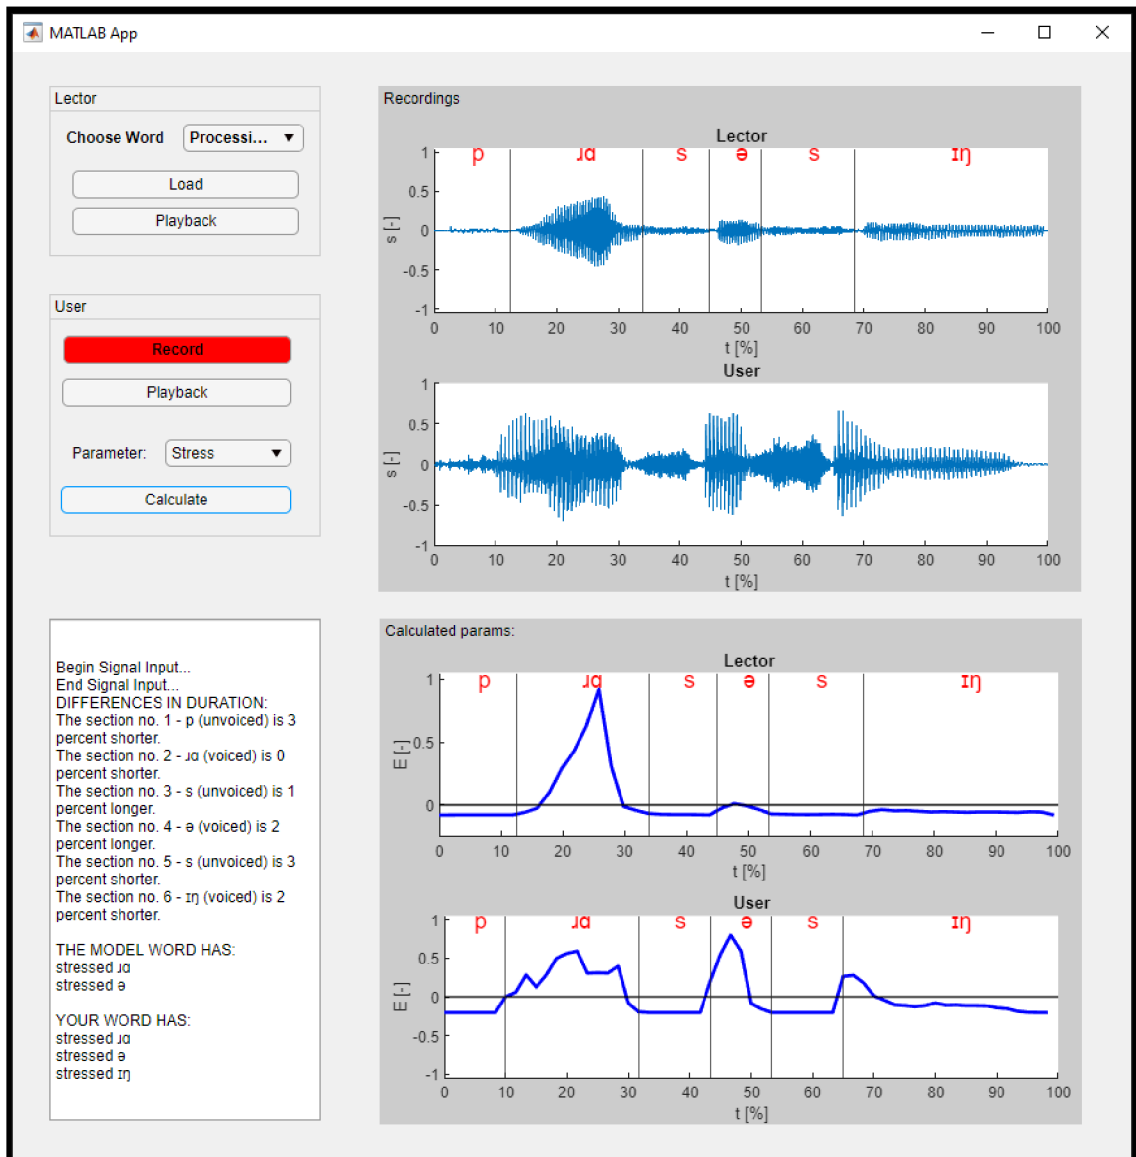 MATLAB App
Lector
Choose Word Processi...
Load
Playback
User
Record
Playback
Parameter: Stress
Calculate
Begin Signal Input...
End Signal Input...
DIFFERENCES IN DURATION:
The section no. 1 - p (unvoiced) is 3
percent shorter.
The section no. 2 - ɹɑ (voiced) is 0
percent shorter.
The section no. 3 - s (unvoiced) is 1
percent longer.
The section no. 4 - ə (voiced) is 2
percent longer.
The section no. 5 - s (unvoiced) is 3
percent shorter.
The section no. 6 - ɪŋ (voiced) is 2
percent shorter.
THE MODEL WORD HAS:
stressed ɹɑ
stressed ə
YOUR WORD HAS:
stressed ɹɑ
stressed ə
stressed ɪŋ
Recordings
Lector
p ɹɑ s ə s ɪŋ
1
0.5
0
-0.5
-1
s [-]
0 10 20 30 40 50 60 70 80 90 100
t [%]
User
1
0.5
0
-0.5
-1
s [-]
0 10 20 30 40 50 60 70 80 90 100
t [%]
Calculated params:
Lector
p ɹɑ s ə s ɪŋ
1
0.5
0
E [-]
0 10 20 30 40 50 60 70 80 90 100
t [%]
User
p ɹɑ s ə s ɪŋ
1
0.5
0
-0.5
-1
E [-]
0 10 20 30 40 50 60 70 80 90 100
t [%]